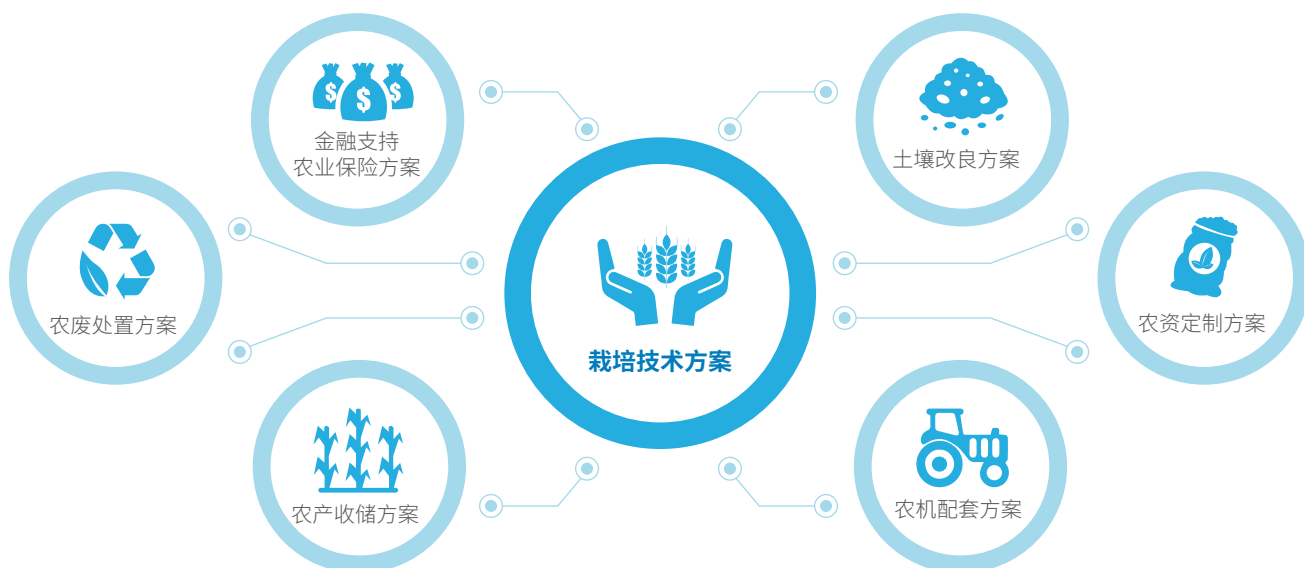 金融支持
农业保险方案
土壤改良方案
农废处置方案
农资定制方案
栽培技术方案
农产收储方案
农机配套方案